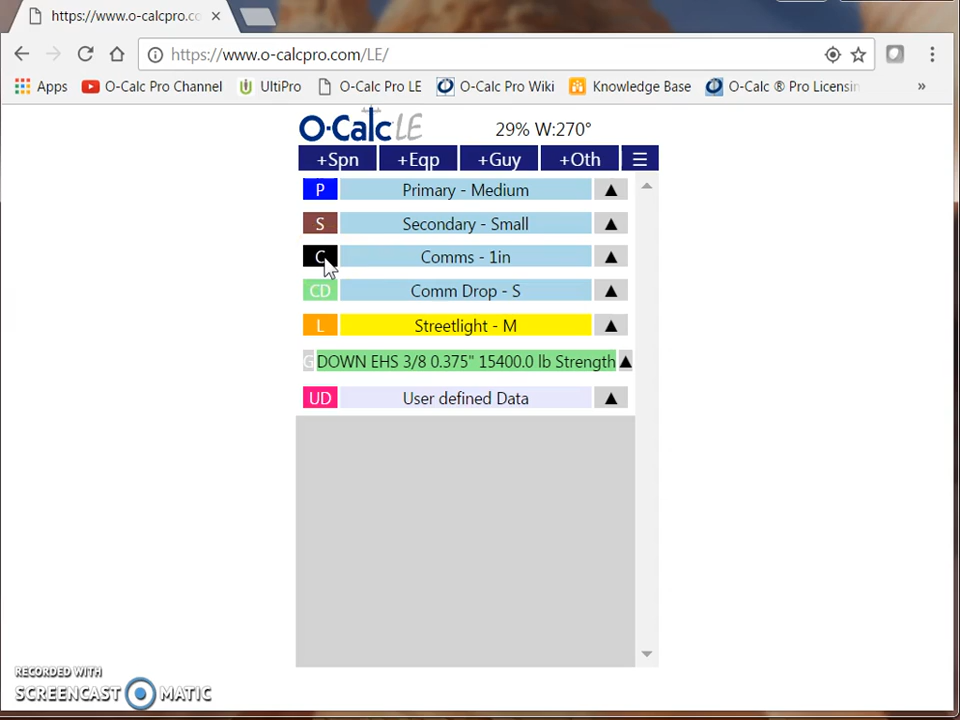 https://www.o-calcpro.co
https://www.o-calcpro.com/LE/
Apps O-Calc Pro Channel UltiPro O-Calc Pro LE O-Calc Pro Wiki Knowledge Base O-Calc ® Pro Licensin »
O-Calc LE 29% W:270°
+Spn +Eqp +Guy +Oth ☰
P Primary - Medium ▲
S Secondary - Small ▲
C Comms - 1in ▲
CD Comm Drop - S ▲
L Streetlight - M ▲
G DOWN EHS 3/8 0.375" 15400.0 lb Strength ▲
UD User defined Data ▲
RECORDED WITH
SCREENCAST MATIC